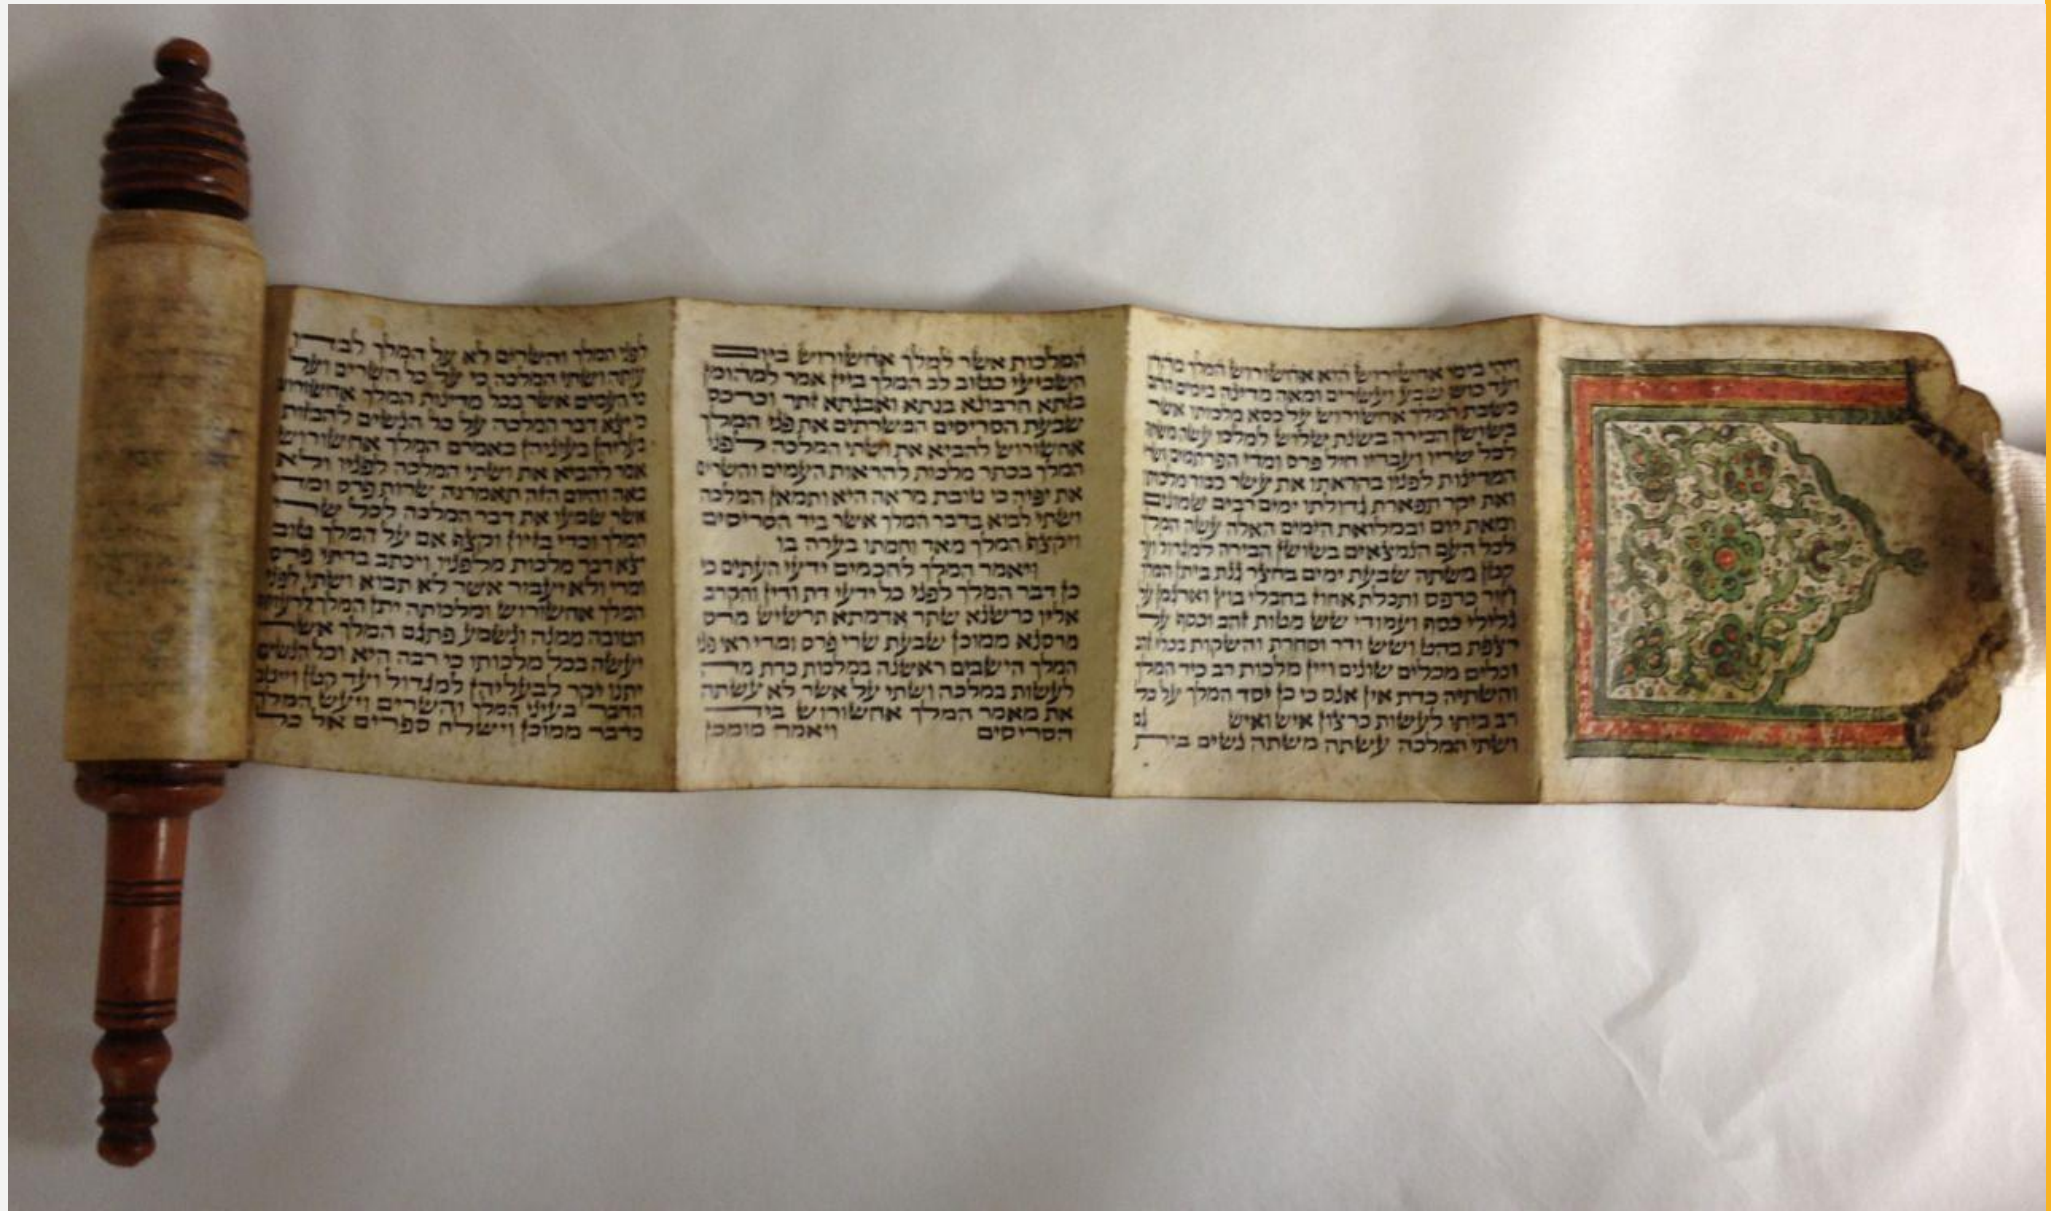 ויהי בימי אחשורוש הוא אחשורוש המלך מהדו
ועד כוש שבע ועשרים ומאה מדינה בימים ההם
כשבת המלך אחשורוש על כסא מלכותו אשר
בשושן הבירה בשנת שלוש למלכו עשה משתה
לכל שריו ועבדיו חיל פרס ומדי הפרתמים ושרי
המדינות לפניו בהראתו את עשר כבוד מלכותו
ואת יקר תפארת גדולתו ימים רבים שמונים
ומאת יום ובמלואת הימים האלה עשה המלך
לכל העם הנמצאים בשושן הבירה למגדול ועד
קטן משתה שבעת ימים בחצר גנת ביתן המלך
חור כרפס ותכלת אחוז בחבלי בוץ וארגמן על
גלילי כסף ועמודי שש מטות זהב וכסף על
רצפת בהט ושש ודר וסחרת והשקות בכלי זהב
וכלים מכלים שונים ויין מלכות רב כיד המלך
והשתיה כדת אין אנס כי כן יסד המלך על כל
רב ביתו לעשות כרצון איש ואיש גם
ושתי המלכה עשתה משתה נשים בית
המלכות אשר למלך אחשורוש ביום
השביעי כטוב לב המלך ביין אמר למהומן
בזתא חרבונא בגתא ואבגתא זתר וכרכס
שבעת הסריסים המשרתים את פני המלך
אחשורוש להביא את ושתי המלכה לפני
המלך בכתר מלכות להראות העמים והשרים
את יפיה כי טובת מראה היא ותמאן המלכה
ושתי לבוא בדבר המלך אשר ביד הסריסים
ויקצף המלך מאד וחמתו בערה בו
ויאמר המלך לחכמים ידעי העתים כי
כן דבר המלך לפני כל ידעי דת ודין והקרב
אליו כרשנא שתר אדמתא תרשיש מרס
מרסנא ממוכן שבעת שרי פרס ומדי ראי פני
המלך הישבים ראשנה במלכות כדת מה
לעשות במלכה ושתי על אשר לא עשתה
את מאמר המלך אחשורוש ביד
הסריסים ויאמר מומכן
לפני המלך והשרים לא על המלך לבדו
עותה ושתי המלכה כי על כל השרים ועל
כל העמים אשר בכל מדינות המלך אחשורוש
כי יצא דבר המלכה על כל הנשים להבזות
בעליהן בעיניהן באמרם המלך אחשורוש
אמר להביא את ושתי המלכה לפניו ולא
באה והיום הזה תאמרנה שרות פרס ומדי
אשר שמעו את דבר המלכה לכל שרי
המלך וכדי בזיון וקצף אם על המלך טוב
יצא דבר מלכות מלפניו ויכתב בדתי פרס
ומדי ולא יעבור אשר לא תבוא ושתי לפני
המלך אחשורוש ומלכותה יתן המלך לרעותה
הטובה ממנה ונשמע פתגם המלך אשר
יעשה בכל מלכותו כי רבה היא וכל הנשים
יתנו יקר לבעליהן למגדול ועד קטן וייטב
הדבר בעיני המלך והשרים ויעש המלך
כדבר ממוכן וישלח ספרים אל כל